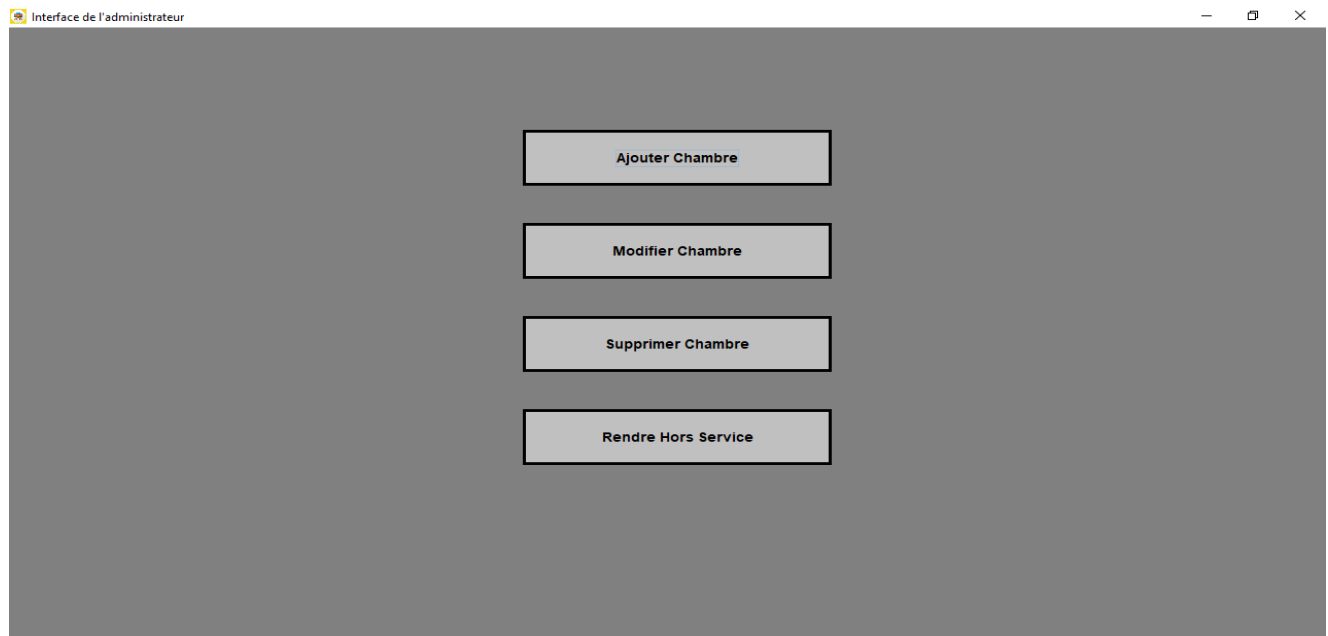 Interface de l'administrateur
Ajouter Chambre
Modifier Chambre
Supprimer Chambre
Rendre Hors Service